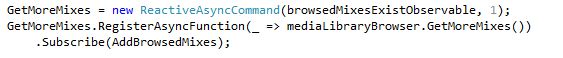 GetMoreMixes = new ReactiveAsyncCommand(browsedMixesExistObservable, 1);
GetMoreMixes.RegisterAsyncFunction(_ => mediaLibraryBrowser.GetMoreMixes())
    .Subscribe(AddBrowsedMixes);